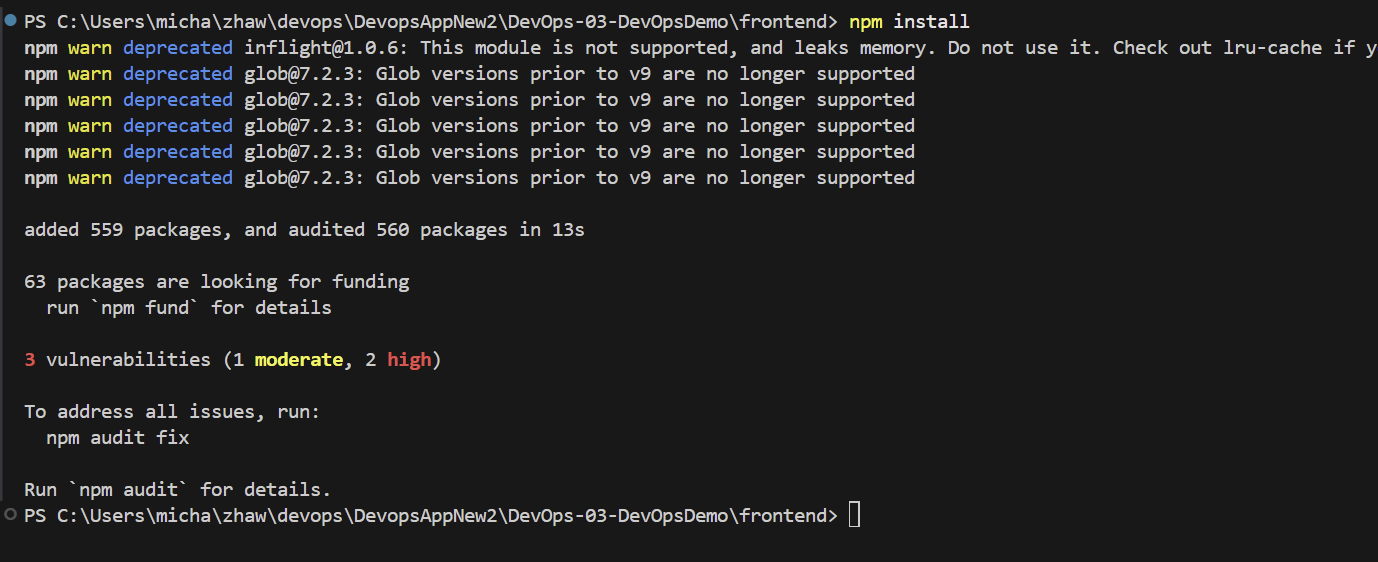 PS C:\Users\micha\zhaw\devops\DevopsAppNew2\DevOps-03-DevOpsDemo\frontend> npm install
npm warn deprecated inflight@1.0.6: This module is not supported, and leaks memory. Do not use it. Check out lru-cache if y
npm warn deprecated glob@7.2.3: Glob versions prior to v9 are no longer supported
npm warn deprecated glob@7.2.3: Glob versions prior to v9 are no longer supported
npm warn deprecated glob@7.2.3: Glob versions prior to v9 are no longer supported
npm warn deprecated glob@7.2.3: Glob versions prior to v9 are no longer supported
npm warn deprecated glob@7.2.3: Glob versions prior to v9 are no longer supported
added 559 packages, and audited 560 packages in 13s
63 packages are looking for funding
run `npm fund` for details
3 vulnerabilities (1 moderate, 2 high)
To address all issues, run:
npm audit fix
Run `npm audit` for details.
PS C:\Users\micha\zhaw\devops\DevopsAppNew2\DevOps-03-DevOpsDemo\frontend>